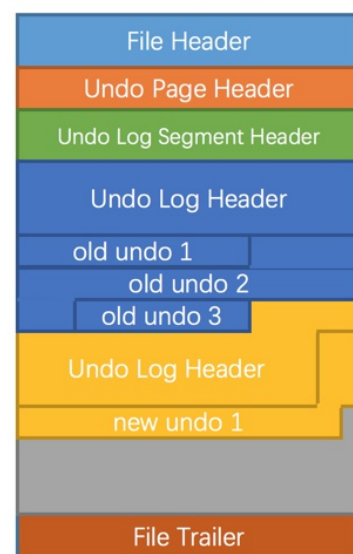 File Header
Undo Page Header
Undo Log Segment Header
Undo Log Header
old undo 1
old undo 2
old undo 3
Undo Log Header
new undo 1
File Trailer